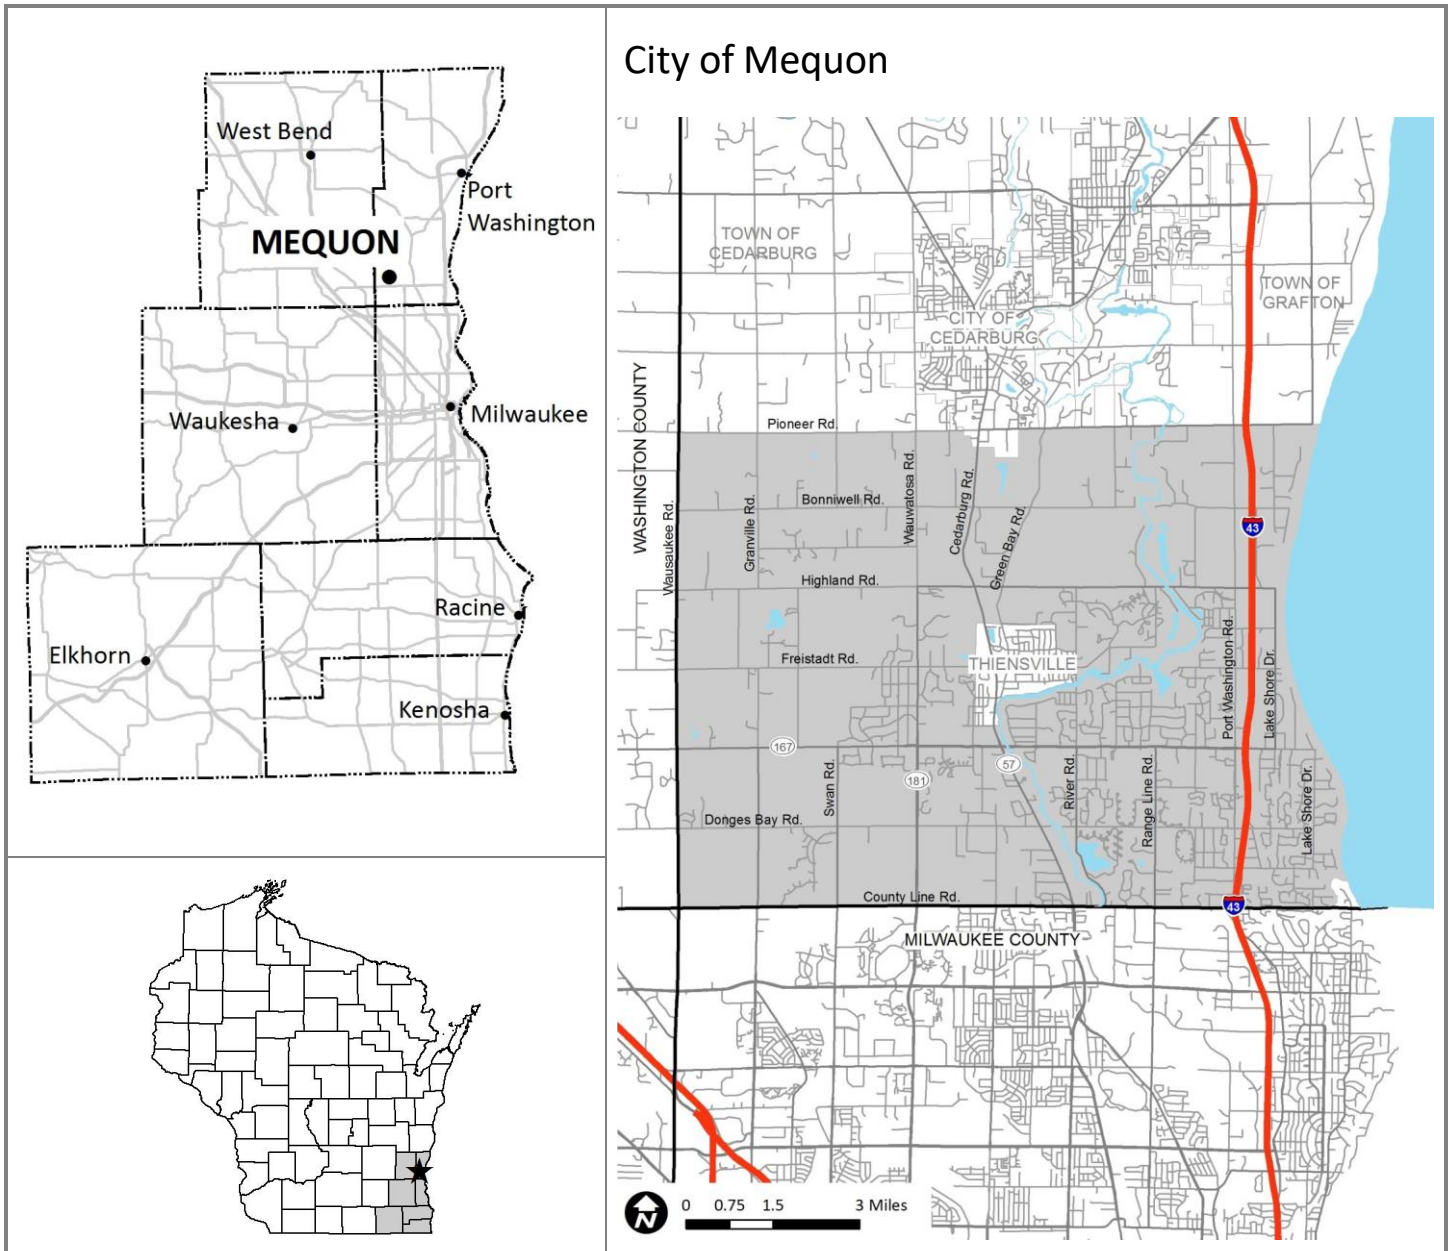 City of Mequon
West Bend
Port
Washington
MEQUON
Waukesha
Milwaukee
Racine
Elkhorn
Kenosha
TOWN OF
CEDARBURG
TOWN OF
GRAFTON
CITY OF
CEDARBURG
WASHINGTON COUNTY
Pioneer Rd.
Wausaukee Rd.
Granville Rd.
Bonniwell Rd.
Wauwatosa Rd.
Cedarburg Rd.
Green Bay Rd.
43
Highland Rd.
Freistadt Rd.
THIENSVILLE
Port Washington Rd.
Lake Shore Dr.
167
181
57
Swan Rd.
River Rd.
Range Line Rd.
Lake Shore Dr.
Donges Bay Rd.
County Line Rd.
43
MILWAUKEE COUNTY
N
0 0.75 1.5 3 Miles